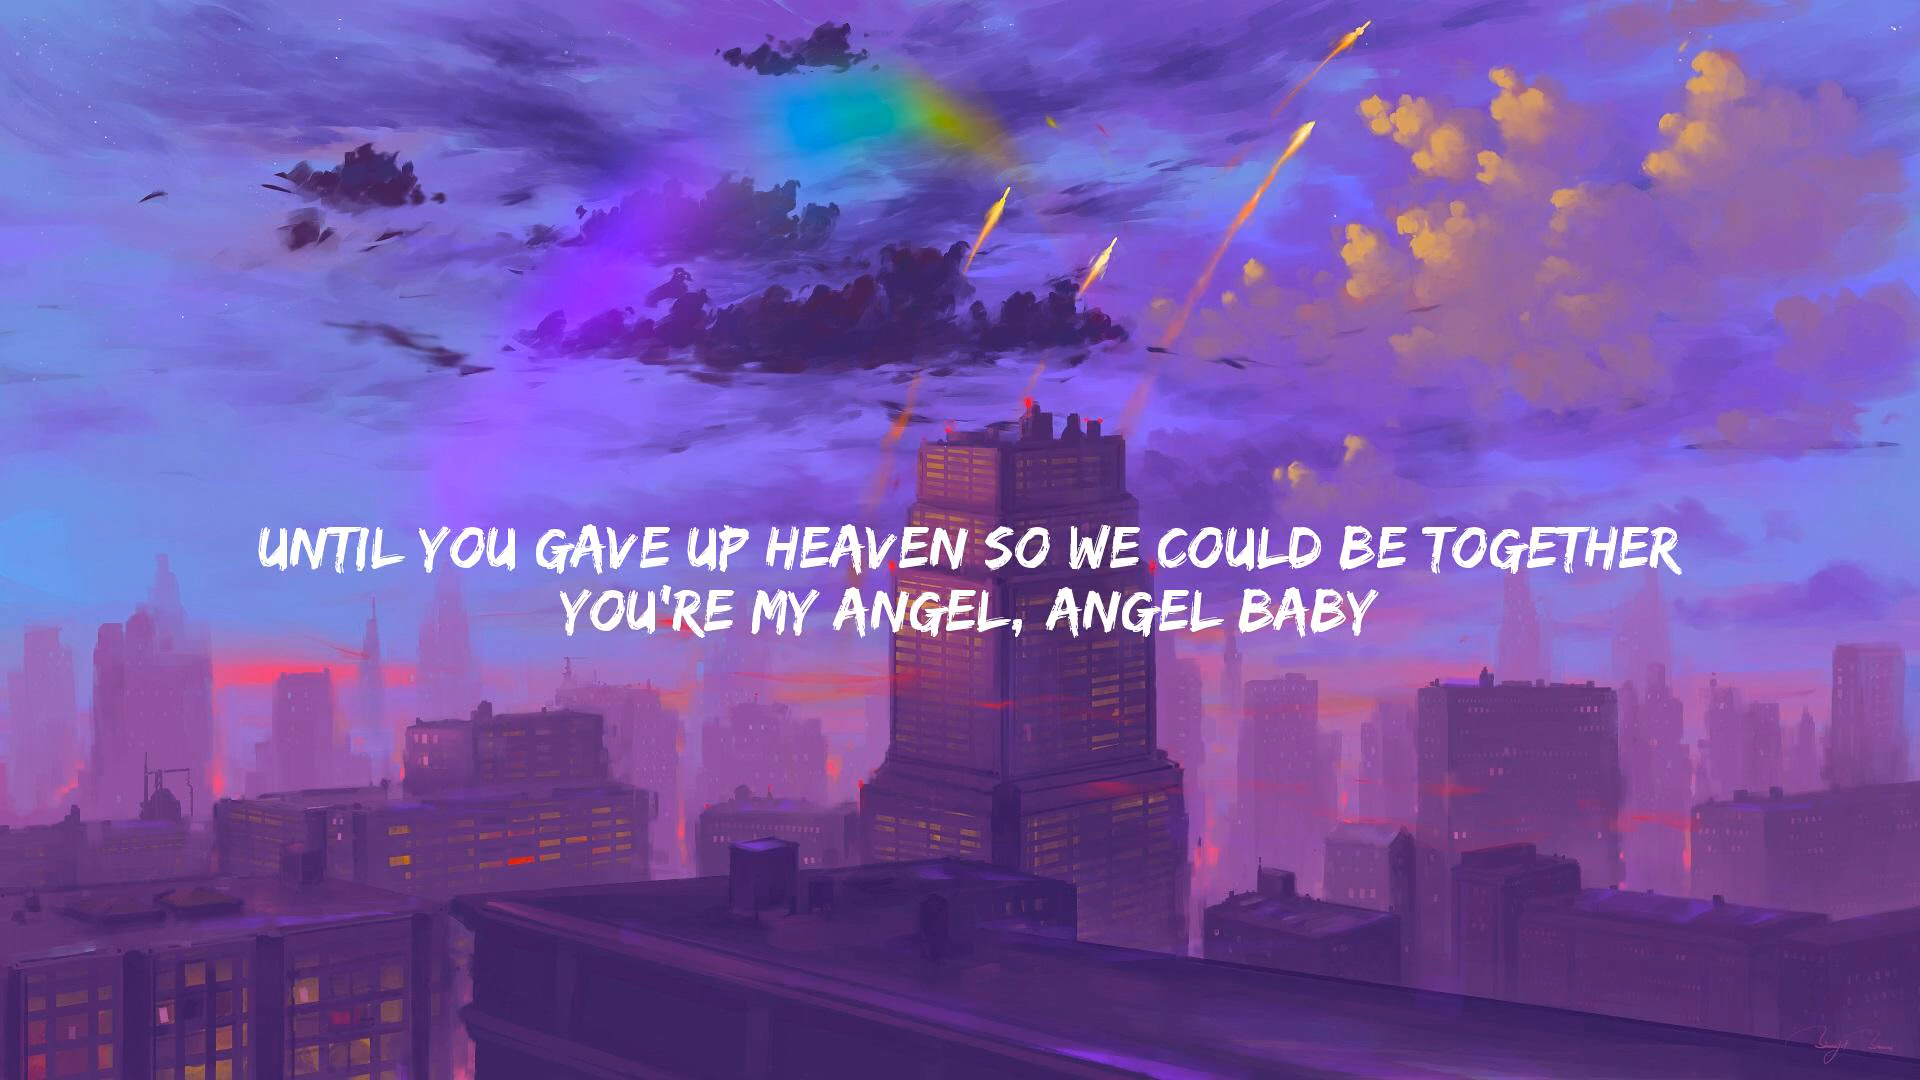 UNTIL YOU GAVE UP HEAVEN SO WE COULD BE TOGETHER
YOU'RE MY ANGEL, ANGEL BABY